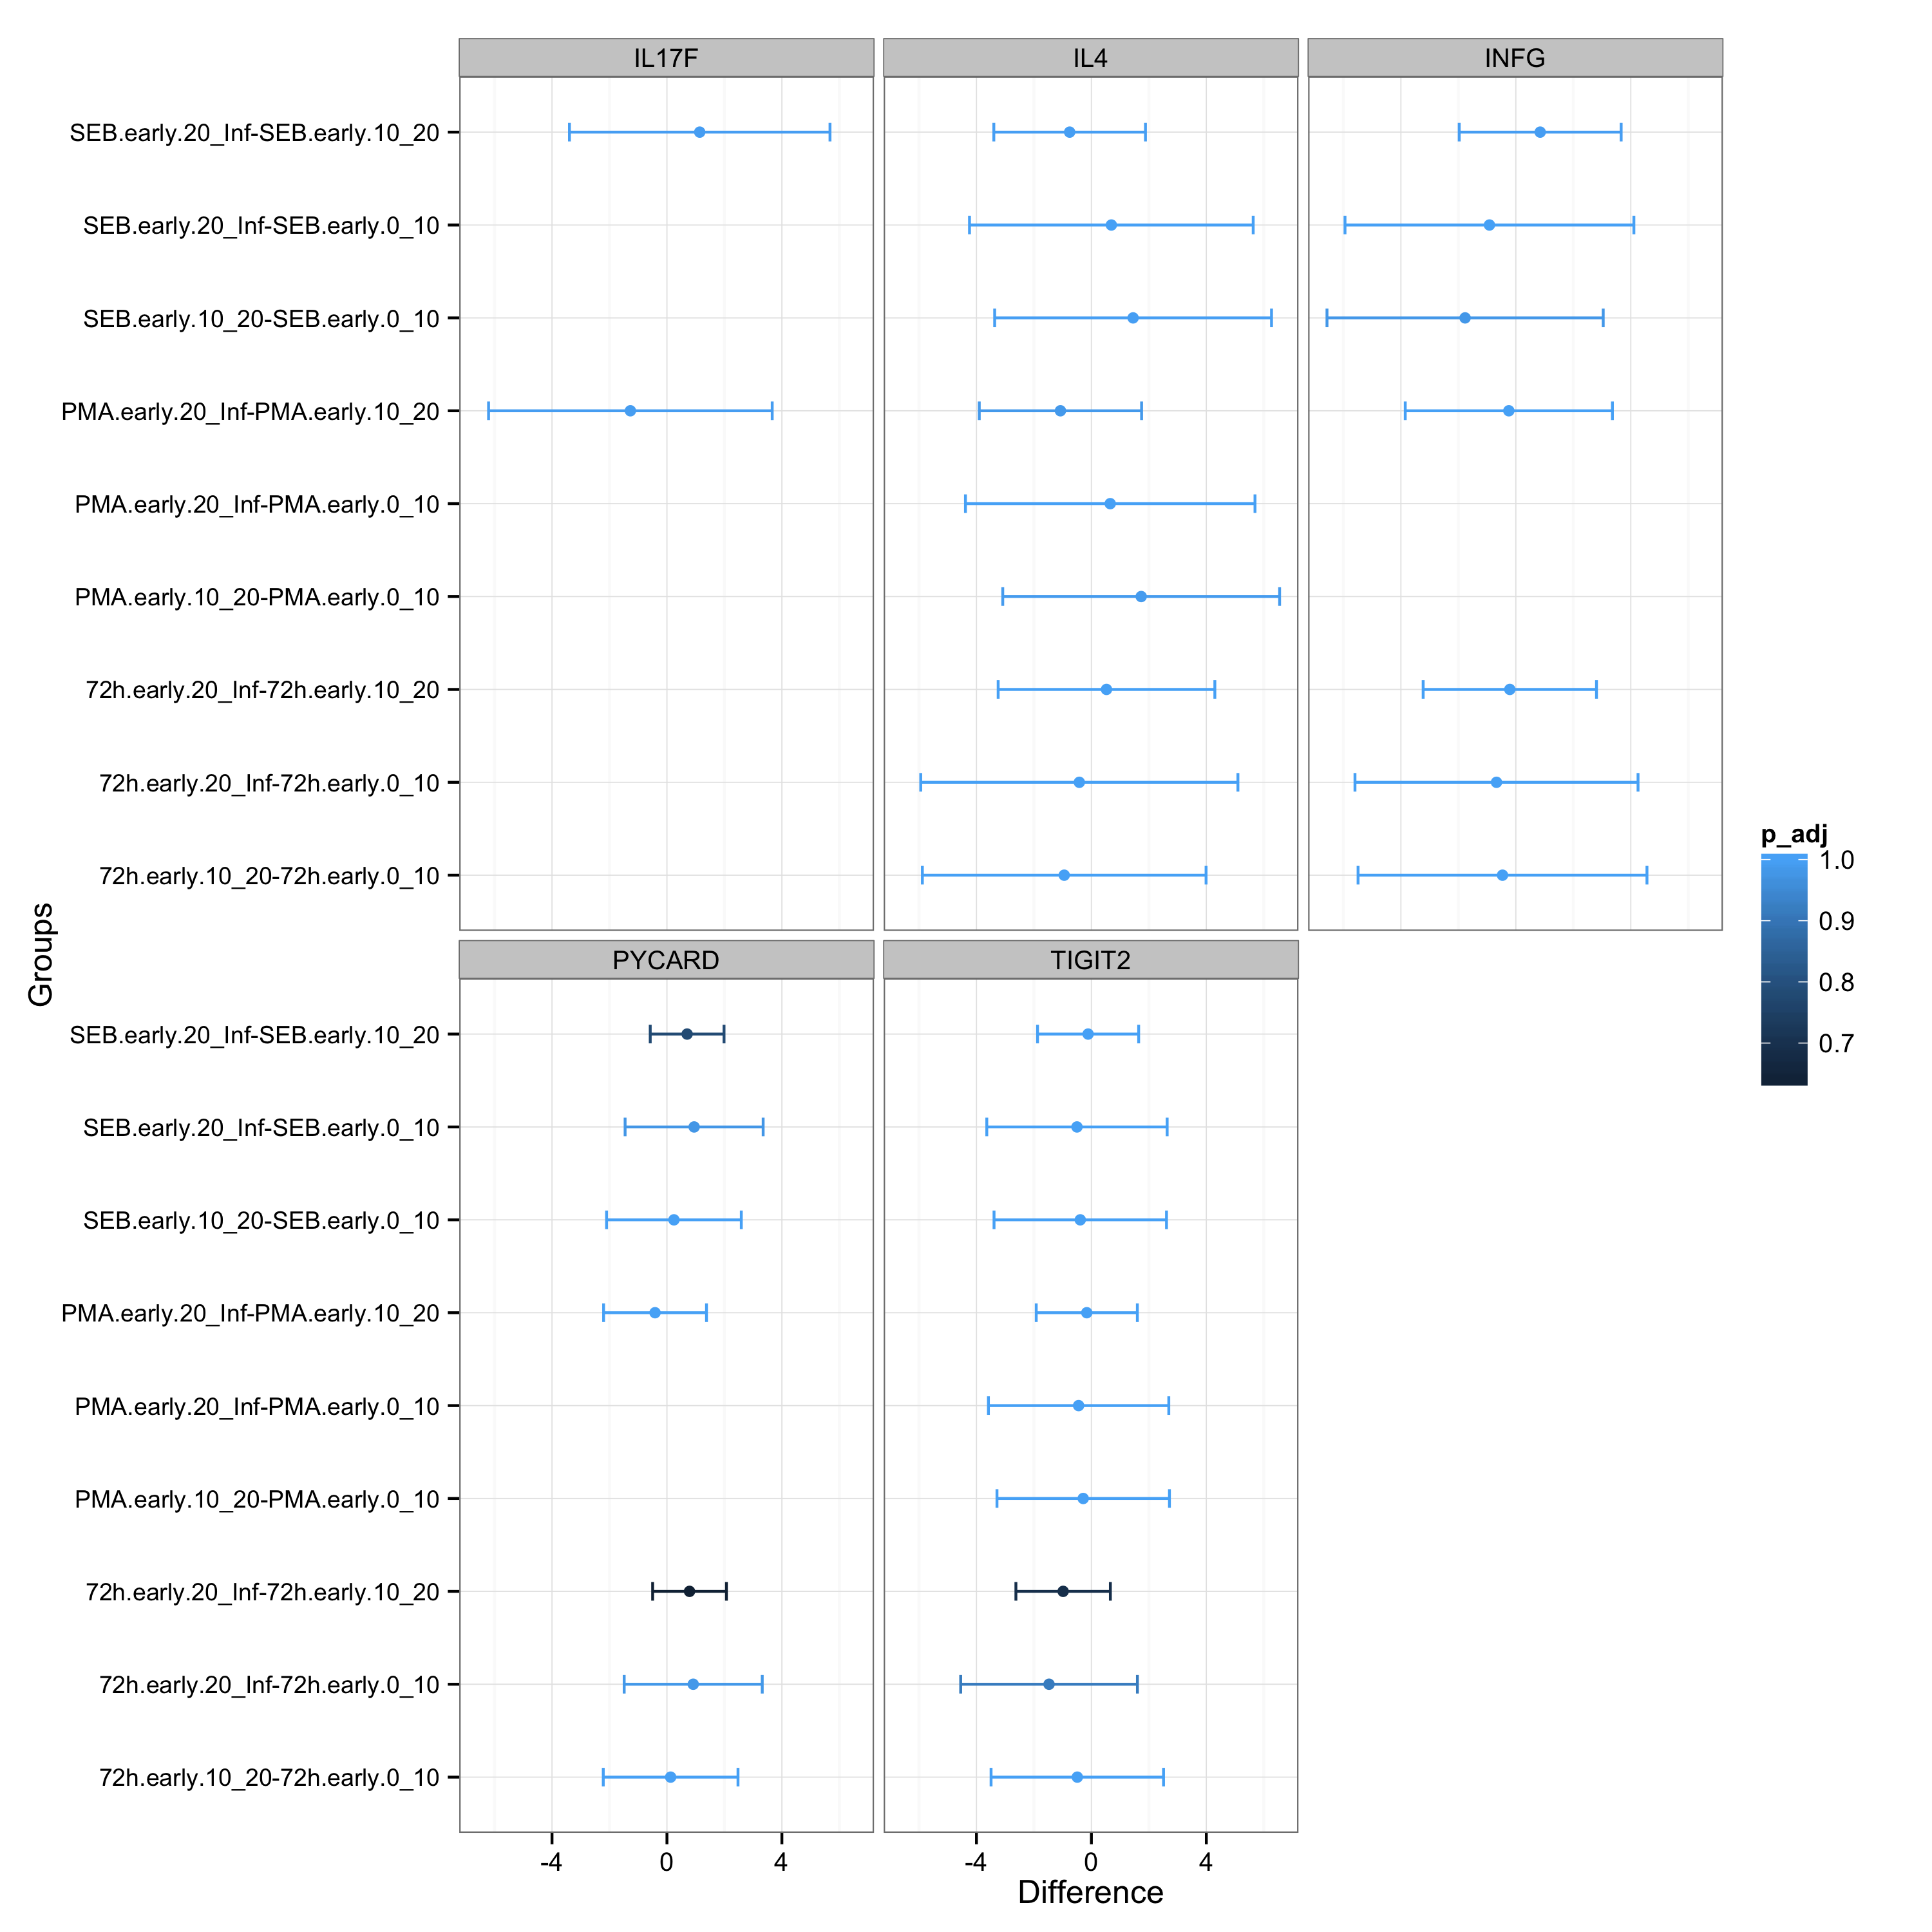 IL17F
IL4
INFG
SEB.early.20_Inf-SEB.early.10_20
SEB.early.20_Inf-SEB.early.0_10
SEB.early.10_20-SEB.early.0_10
PMA.early.20_Inf-PMA.early.10_20
PMA.early.20_Inf-PMA.early.0_10
PMA.early.10_20-PMA.early.0_10
72h.early.20_Inf-72h.early.10_20
72h.early.20_Inf-72h.early.0_10
72h.early.10_20-72h.early.0_10
Groups
PYCARD
TIGIT2
SEB.early.20_Inf-SEB.early.10_20
SEB.early.20_Inf-SEB.early.0_10
SEB.early.10_20-SEB.early.0_10
PMA.early.20_Inf-PMA.early.10_20
PMA.early.20_Inf-PMA.early.0_10
PMA.early.10_20-PMA.early.0_10
72h.early.20_Inf-72h.early.10_20
72h.early.20_Inf-72h.early.0_10
72h.early.10_20-72h.early.0_10
-4 0 4
-4 0 4
Difference
p_adj
1.0
0.9
0.8
0.7